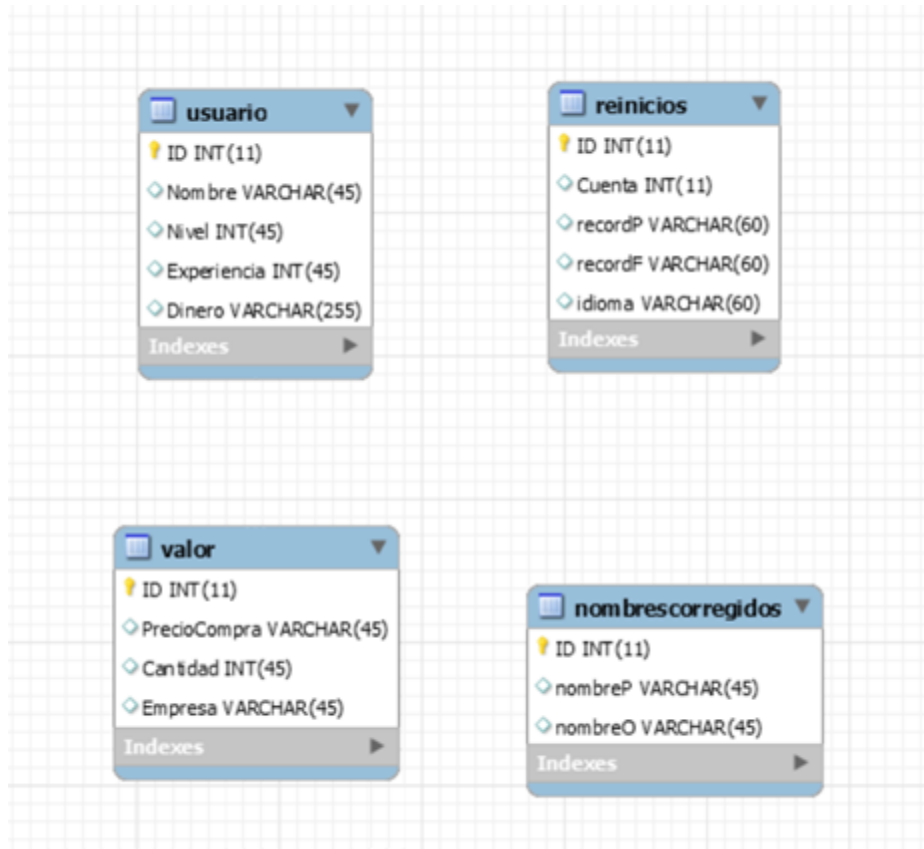 usuario
ID INT(11)
Nombre VARCHAR(45)
Nivel INT(45)
Experiencia INT(45)
Dinero VARCHAR(255)
Indexes
reinicios
ID INT(11)
Cuenta INT(11)
recordP VARCHAR(60)
recordF VARCHAR(60)
idioma VARCHAR(60)
Indexes
valor
ID INT(11)
PrecioCompra VARCHAR(45)
Cantidad INT(45)
Empresa VARCHAR(45)
Indexes
nombrescorregidos
ID INT(11)
nombreP VARCHAR(45)
nombreO VARCHAR(45)
Indexes